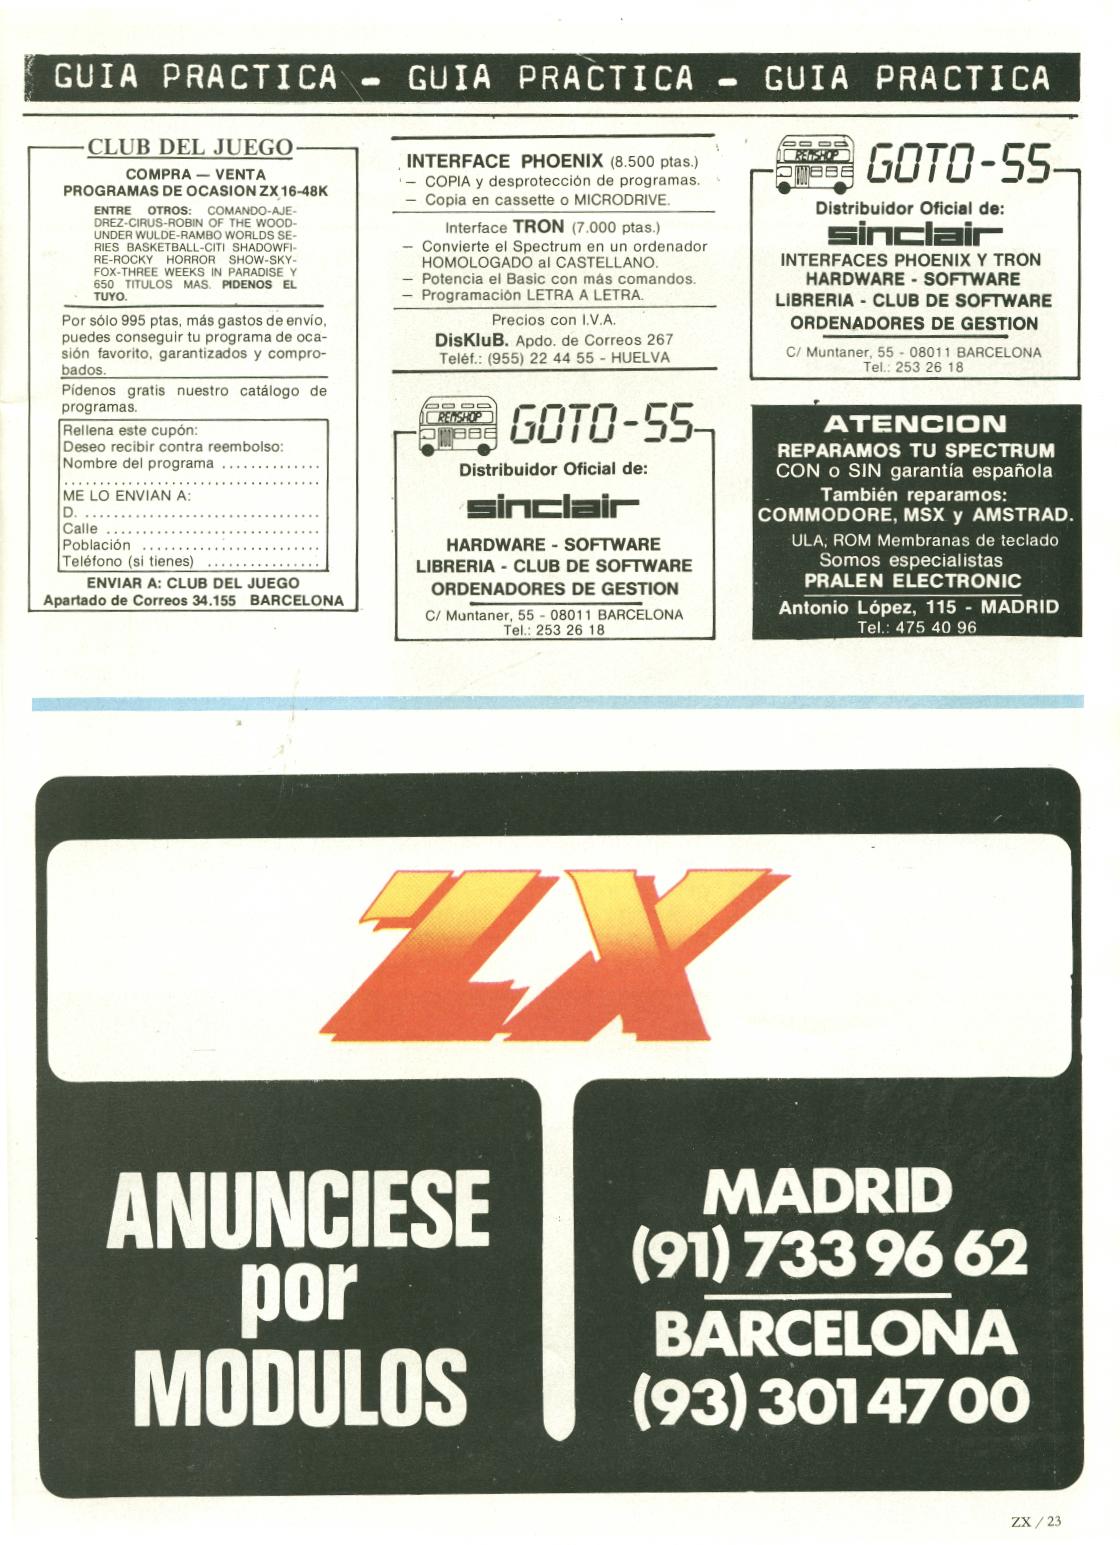 GUIA PRACTICA - GUIA PRACTICA - GUIA PRACTICA
CLUB DEL JUEGO
COMPRA — VENTA
PROGRAMAS DE OCASION ZX 16-48K
ENTRE OTROS: COMANDO-AJE-
DREZ-CIRUS-ROBIN OF THE WOOD-
UNDER WULDE-RAMBO WORLDS SE-
RIES BASKETBALL-CITI SHADOWFI-
RE-ROCKY HORROR SHOW-SKY-
FOX-THREE WEEKS IN PARADISE Y
650 TITULOS MAS. PIDENOS EL
TUYO.
Por sólo 995 ptas, más gastos de envío,
puedes conseguir tu programa de oca-
sión favorito, garantizados y compro-
bados.
Pídenos gratis nuestro catálogo de
programas.
Rellena este cupón:
Deseo recibir contra reembolso:
Nombre del programa ..............
......................................
ME LO ENVIAN A:
D. .................................
Calle ..............................
Población .........................
Teléfono (si tienes) ................
ENVIAR A: CLUB DEL JUEGO
Apartado de Correos 34.155 BARCELONA
INTERFACE PHOENIX (8.500 ptas.)
— COPIA y desprotección de programas.
— Copia en cassette o MICRODRIVE.
Interface TRON (7.000 ptas.)
— Convierte el Spectrum en un ordenador
HOMOLOGADO al CASTELLANO.
— Potencia el Basic con más comandos.
— Programación LETRA A LETRA.
Precios con I.V.A.
DisKluB. Apdo. de Correos 267
Teléf.: (955) 22 44 55 - HUELVA
REMSHOP
GOTO-55
Distribuidor Oficial de:
sinclair
HARDWARE - SOFTWARE
LIBRERIA - CLUB DE SOFTWARE
ORDENADORES DE GESTION
C/ Muntaner, 55 - 08011 BARCELONA
Tel.: 253 26 18
REMSHOP
GOTO-55
Distribuidor Oficial de:
sinclair
INTERFACES PHOENIX Y TRON
HARDWARE - SOFTWARE
LIBRERIA - CLUB DE SOFTWARE
ORDENADORES DE GESTION
C/ Muntaner, 55 - 08011 BARCELONA
Tel.: 253 26 18
ATENCION
REPARAMOS TU SPECTRUM
CON o SIN garantía española
También reparamos:
COMMODORE, MSX y AMSTRAD.
ULA, ROM Membranas de teclado
Somos especialistas
PRALEN ELECTRONIC
Antonio López, 115 - MADRID
Tel.: 475 40 96
ZX
ANUNCIESE
por
MODULOS
MADRID
(91) 733 96 62
BARCELONA
(93) 301 47 00
ZX / 23